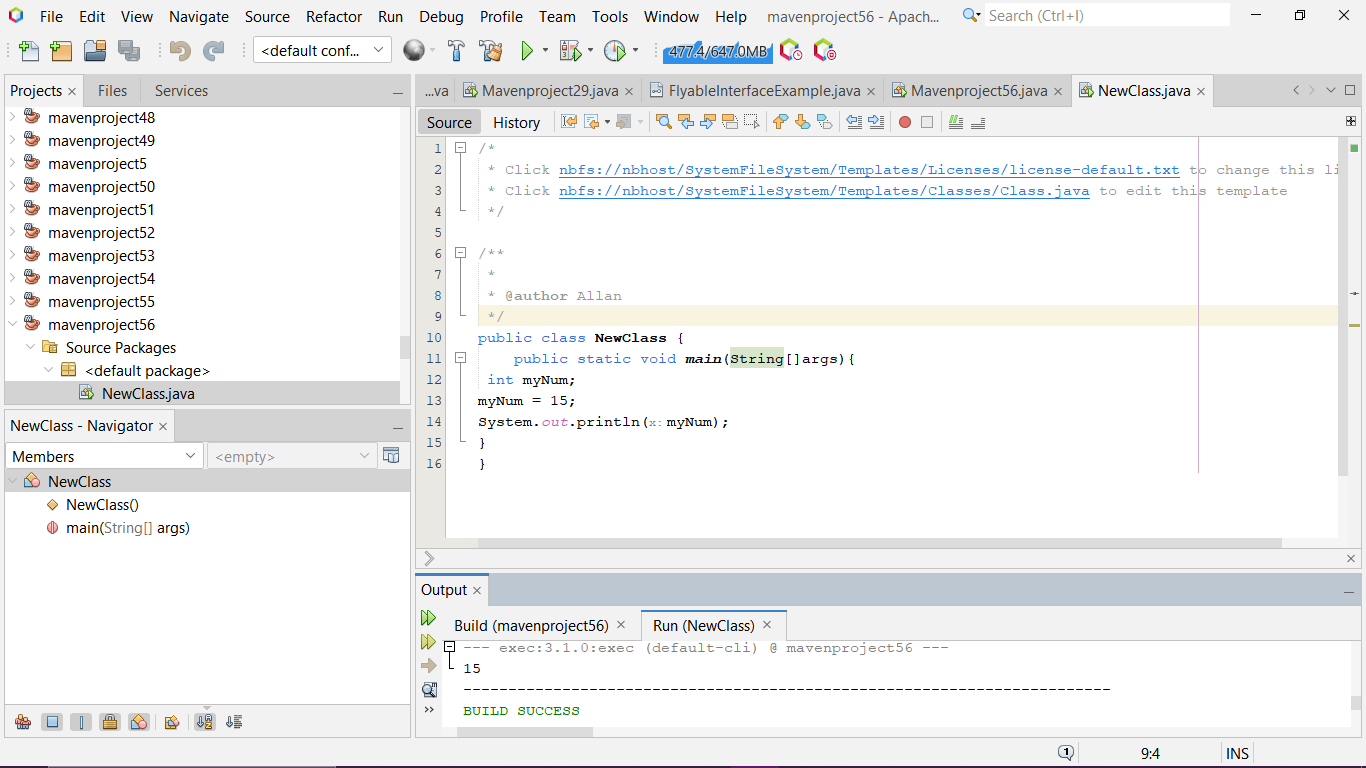 File Edit View Navigate Source Refactor Run Debug Profile Team Tools Window Help mavenproject56 - Apach... Search (Ctrl+I)
<default conf... 477.4/647.0MB
Projects Files Services
mavenproject48
mavenproject49
mavenproject5
mavenproject50
mavenproject51
mavenproject52
mavenproject53
mavenproject54
mavenproject55
mavenproject56
Source Packages
<default package>
NewClass.java
NewClass - Navigator
Members <empty>
NewClass
NewClass()
main(String[] args)
...va Mavenproject29.java FlyableInterfaceExample.java Mavenproject56.java NewClass.java
Source History
1 /*
2 * Click nbfs://nbhost/SystemFileSystem/Templates/Licenses/license-default.txt to change this li
3 * Click nbfs://nbhost/SystemFileSystem/Templates/Classes/Class.java to edit this template
4 */
5
6 /**
7 *
8 * @author Allan
9 */
10 public class NewClass {
11 public static void main(String[]args){
12 int myNum;
13 myNum = 15;
14 System.out.println(x: myNum);
15 }
16 }
Output
Build (mavenproject56) Run (NewClass)
--- exec:3.1.0:exec (default-cli) @ mavenproject56 ---
15
------------------------------------------------------------------------
BUILD SUCCESS
1 9:4 INS